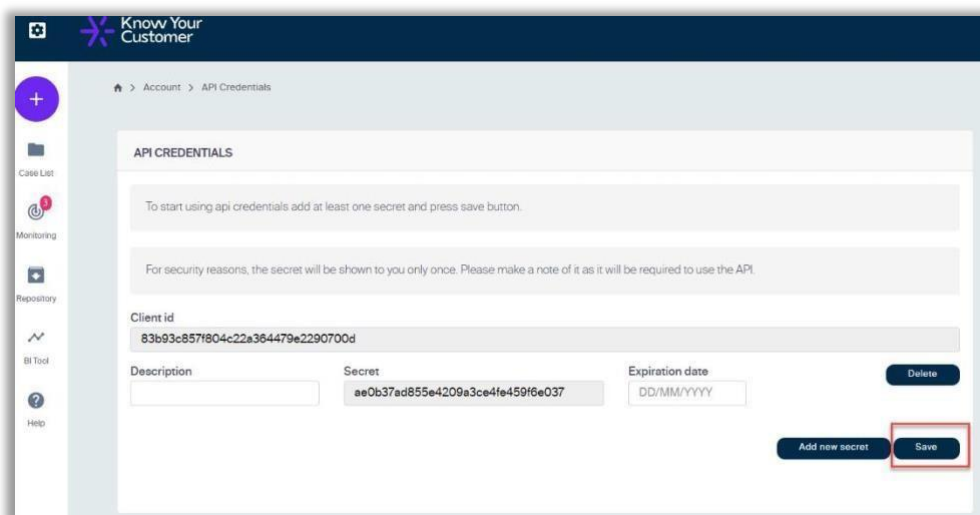 Know Your
Customer
Account > API Credentials
Case List
3
Monitoring
Repository
BI Tool
Help
API CREDENTIALS
To start using api credentials add at least one secret and press save button.
For security reasons, the secret will be shown to you only once. Please make a note of it as it will be required to use the API.
Client id
83b93c857f804c22a364479e2290700d
Description Secret Expiration date Delete
ae0b37ad855e4209a3ce4fe459f6e037 DD/MM/YYYY
Add new secret Save